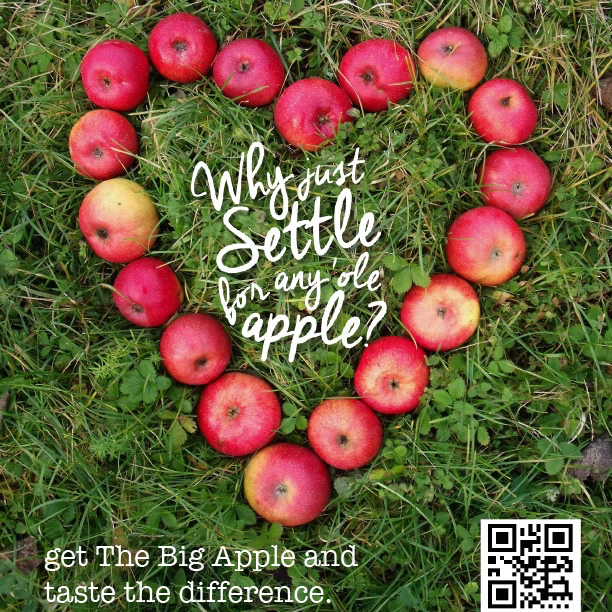 Why just
Settle
for any 'ole
apple?
get The Big Apple and
taste the difference.